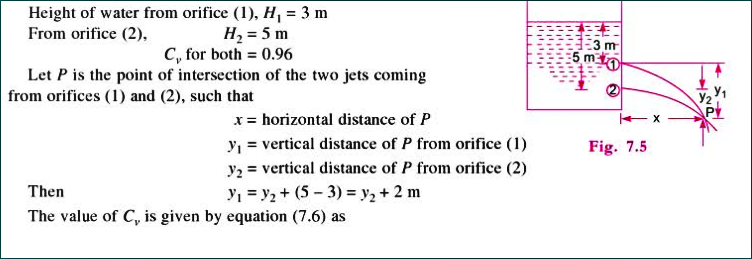 Height of water from orifice (1), H₁ = 3 m
From orifice (2), H₂ = 5 m
Cᵥ for both = 0.96
Let P is the point of intersection of the two jets coming
from orifices (1) and (2), such that
x = horizontal distance of P
y₁ = vertical distance of P from orifice (1)
y₂ = vertical distance of P from orifice (2)
Then y₁ = y₂ + (5 – 3) = y₂ + 2 m
The value of Cᵥ is given by equation (7.6) as
3 m
5 m
1
2
y₂ y₁
P
x
Fig. 7.5